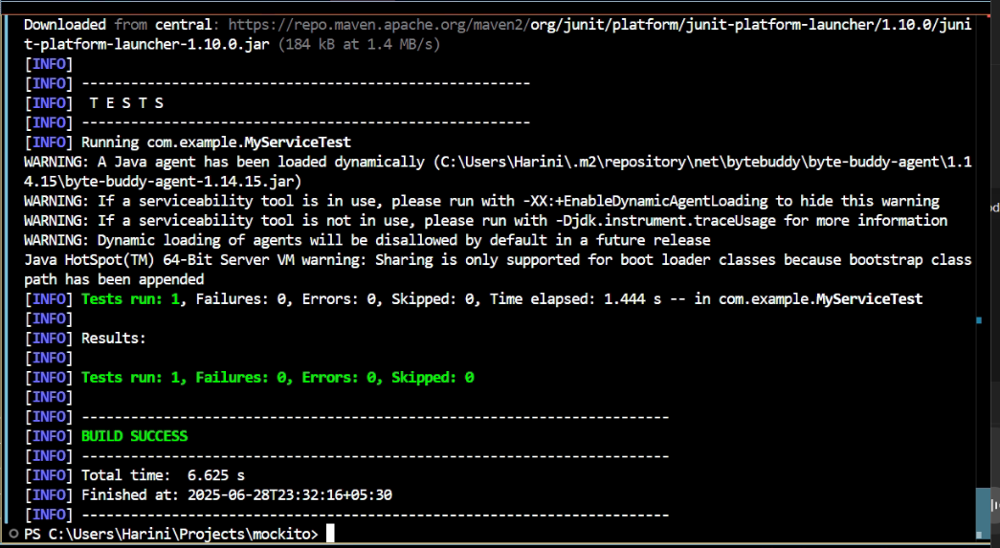 Downloaded from central: https://repo.maven.apache.org/maven2/org/junit/platform/junit-platform-launcher/1.10.0/juni
t-platform-launcher-1.10.0.jar (184 kB at 1.4 MB/s)
[INFO]
[INFO] -------------------------------------------------------
[INFO]  T E S T S
[INFO] -------------------------------------------------------
[INFO] Running com.example.MyServiceTest
WARNING: A Java agent has been loaded dynamically (C:\Users\Harini\.m2\repository\net\bytebuddy\byte-buddy-agent\1.1
4.15\byte-buddy-agent-1.14.15.jar)
WARNING: If a serviceability tool is in use, please run with -XX:+EnableDynamicAgentLoading to hide this warning
WARNING: If a serviceability tool is not in use, please run with -Djdk.instrument.traceUsage for more information
WARNING: Dynamic loading of agents will be disallowed by default in a future release
Java HotSpot(TM) 64-Bit Server VM warning: Sharing is only supported for boot loader classes because bootstrap class
path has been appended
[INFO] Tests run: 1, Failures: 0, Errors: 0, Skipped: 0, Time elapsed: 1.444 s -- in com.example.MyServiceTest
[INFO]
[INFO] Results:
[INFO]
[INFO] Tests run: 1, Failures: 0, Errors: 0, Skipped: 0
[INFO]
[INFO] ------------------------------------------------------------------------
[INFO] BUILD SUCCESS
[INFO] ------------------------------------------------------------------------
[INFO] Total time:  6.625 s
[INFO] Finished at: 2025-06-28T23:32:16+05:30
[INFO] ------------------------------------------------------------------------
PS C:\Users\Harini\Projects\mockito>